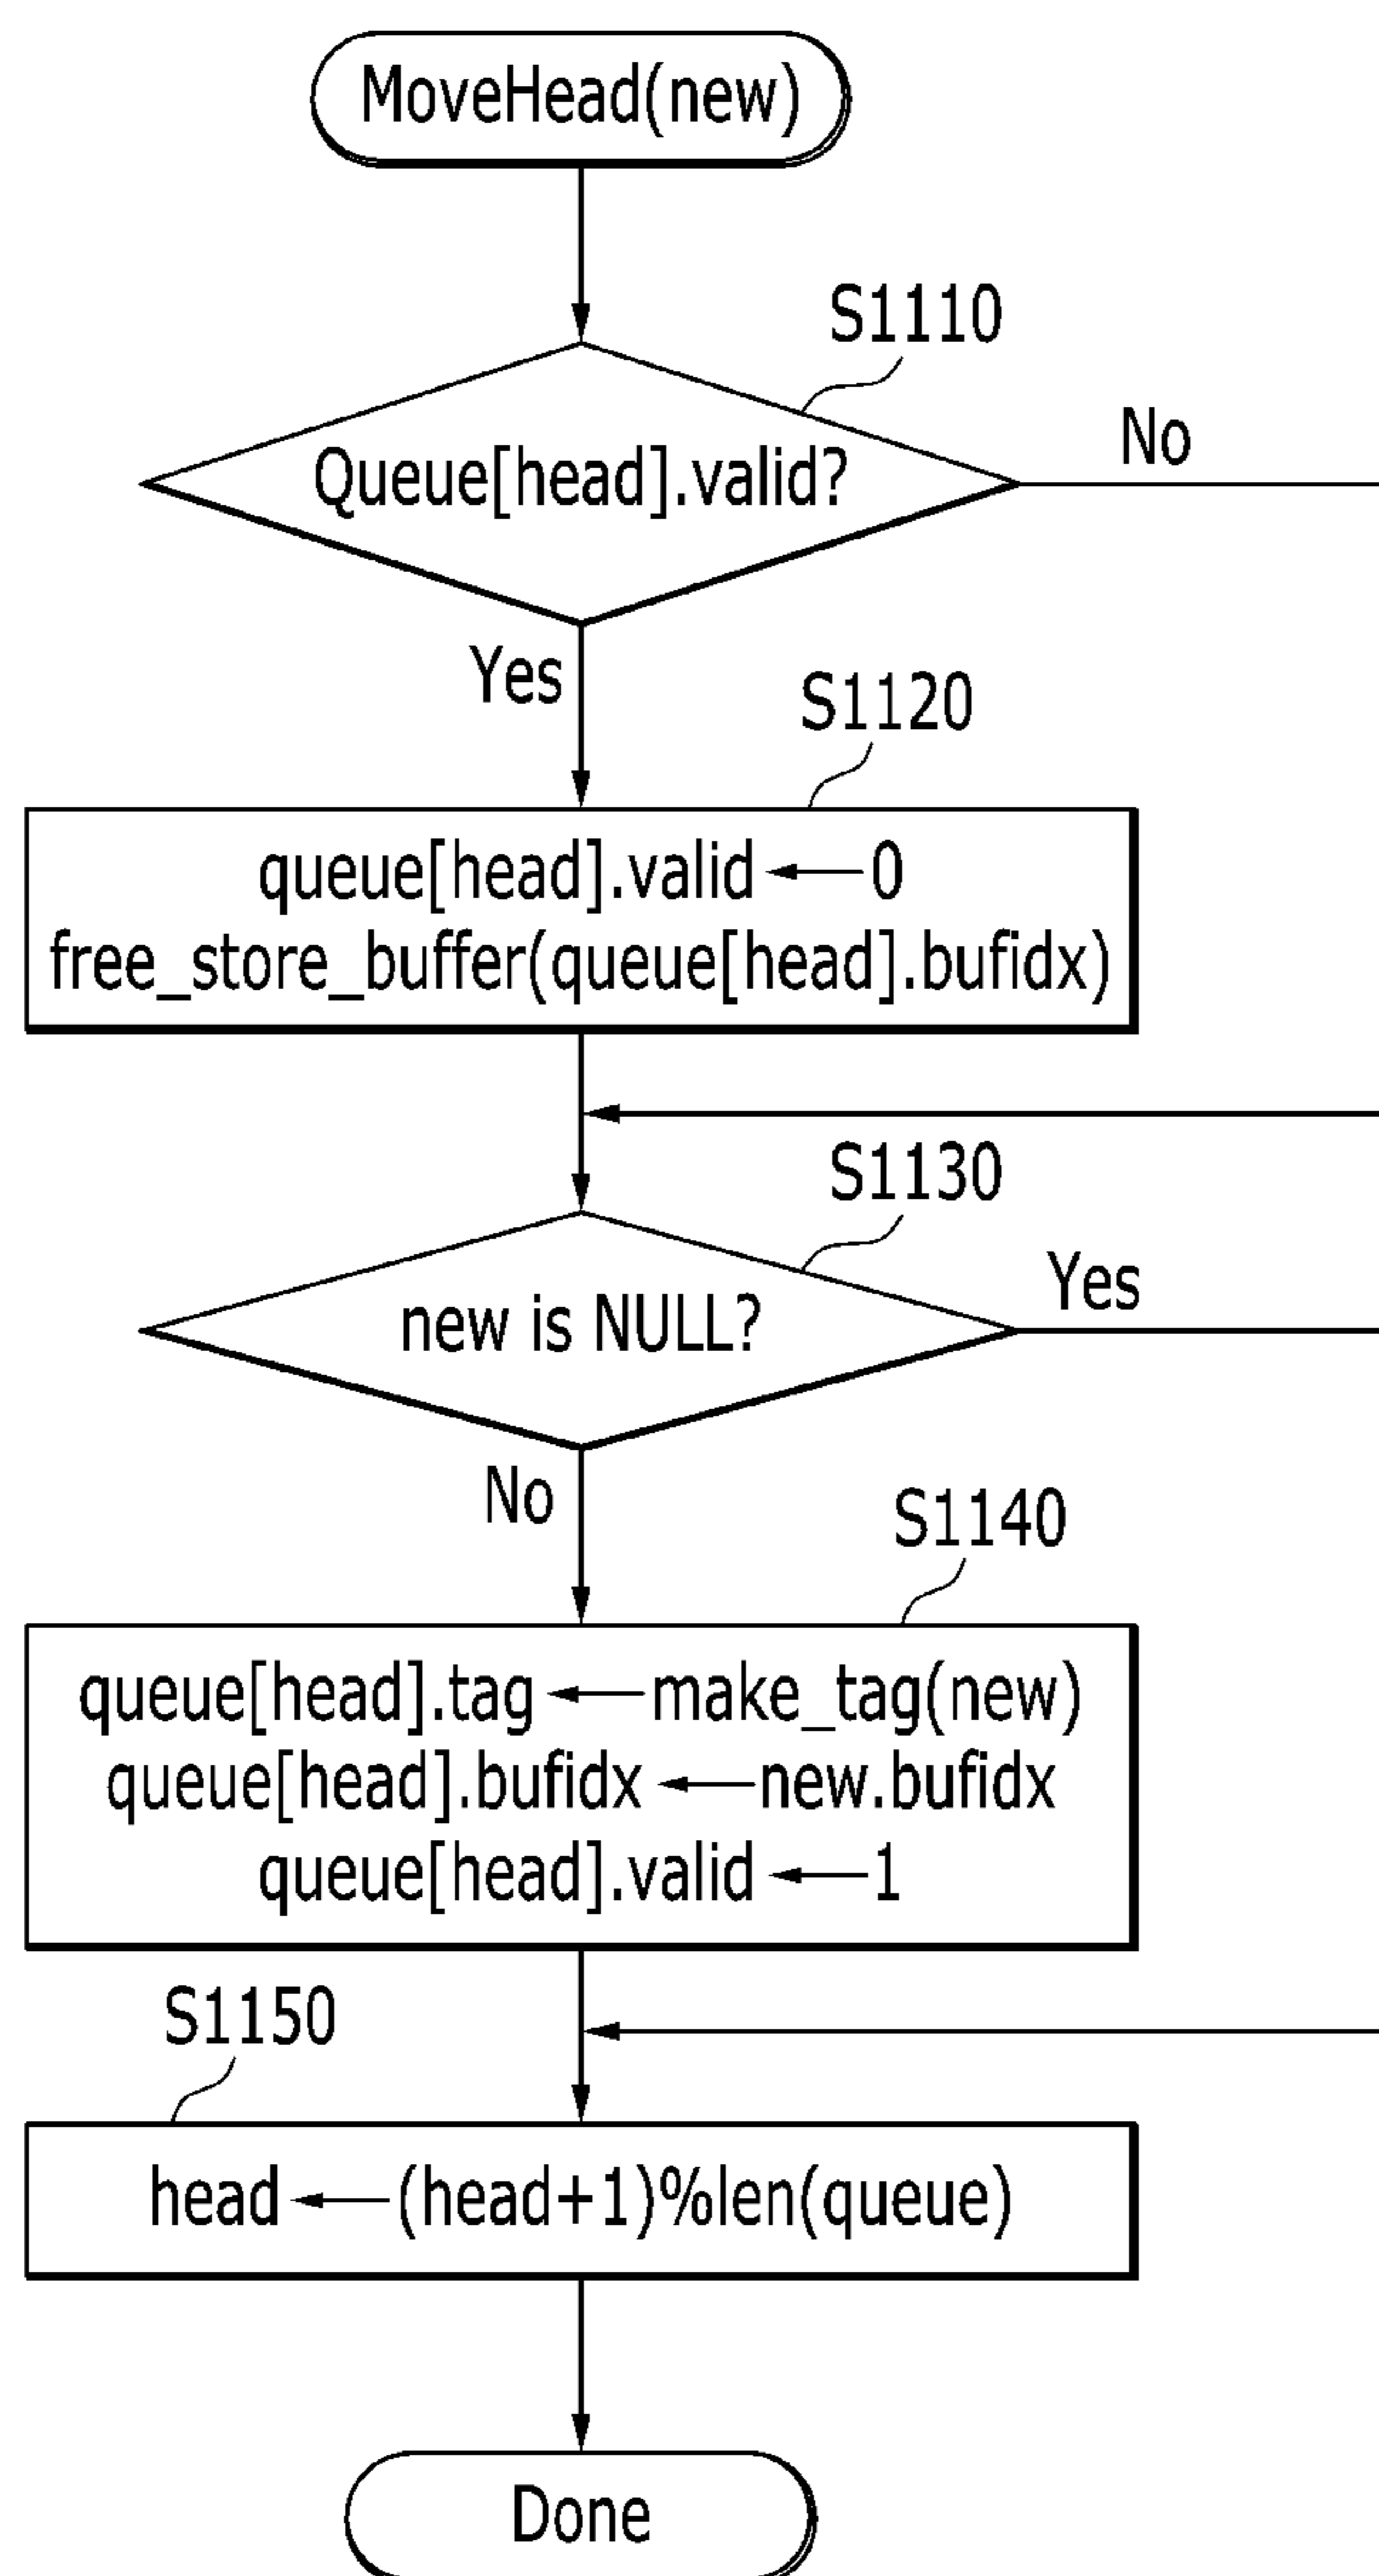 MoveHead(new)
S1110
Queue[head].valid?
No
Yes
S1120
queue[head].valid ← 0
free_store_buffer(queue[head].bufidx)
S1130
new is NULL?
Yes
No
S1140
queue[head].tag ← make_tag(new)
queue[head].bufidx ← new.bufidx
queue[head].valid ← 1
S1150
head ← (head+1)%len(queue)
Done